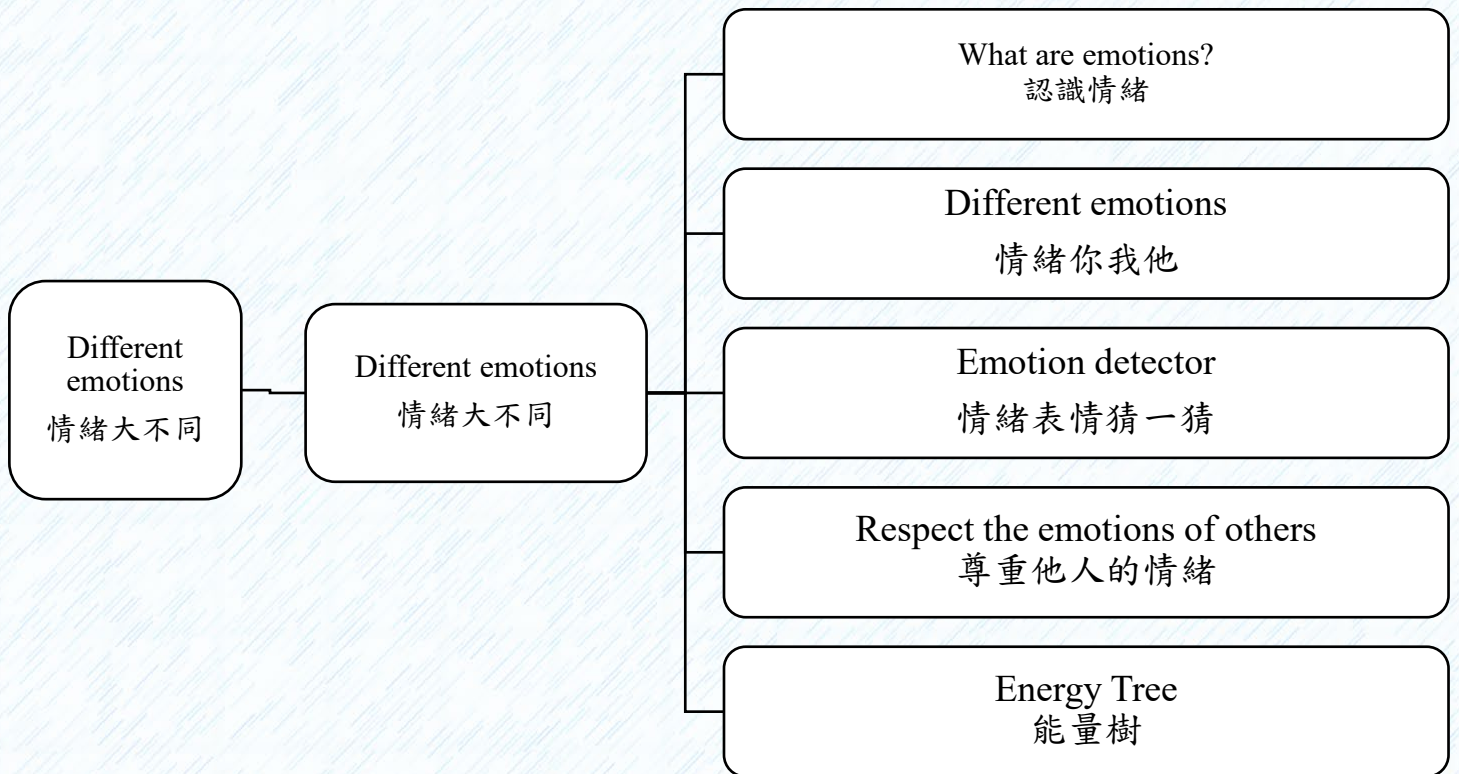 Different
emotions
情緒大不同
Different emotions
情緒大不同
What are emotions?
認識情緒
Different emotions
情緒你我他
Emotion detector
情緒表情猜一猜
Respect the emotions of others
尊重他人的情緒
Energy Tree
能量樹